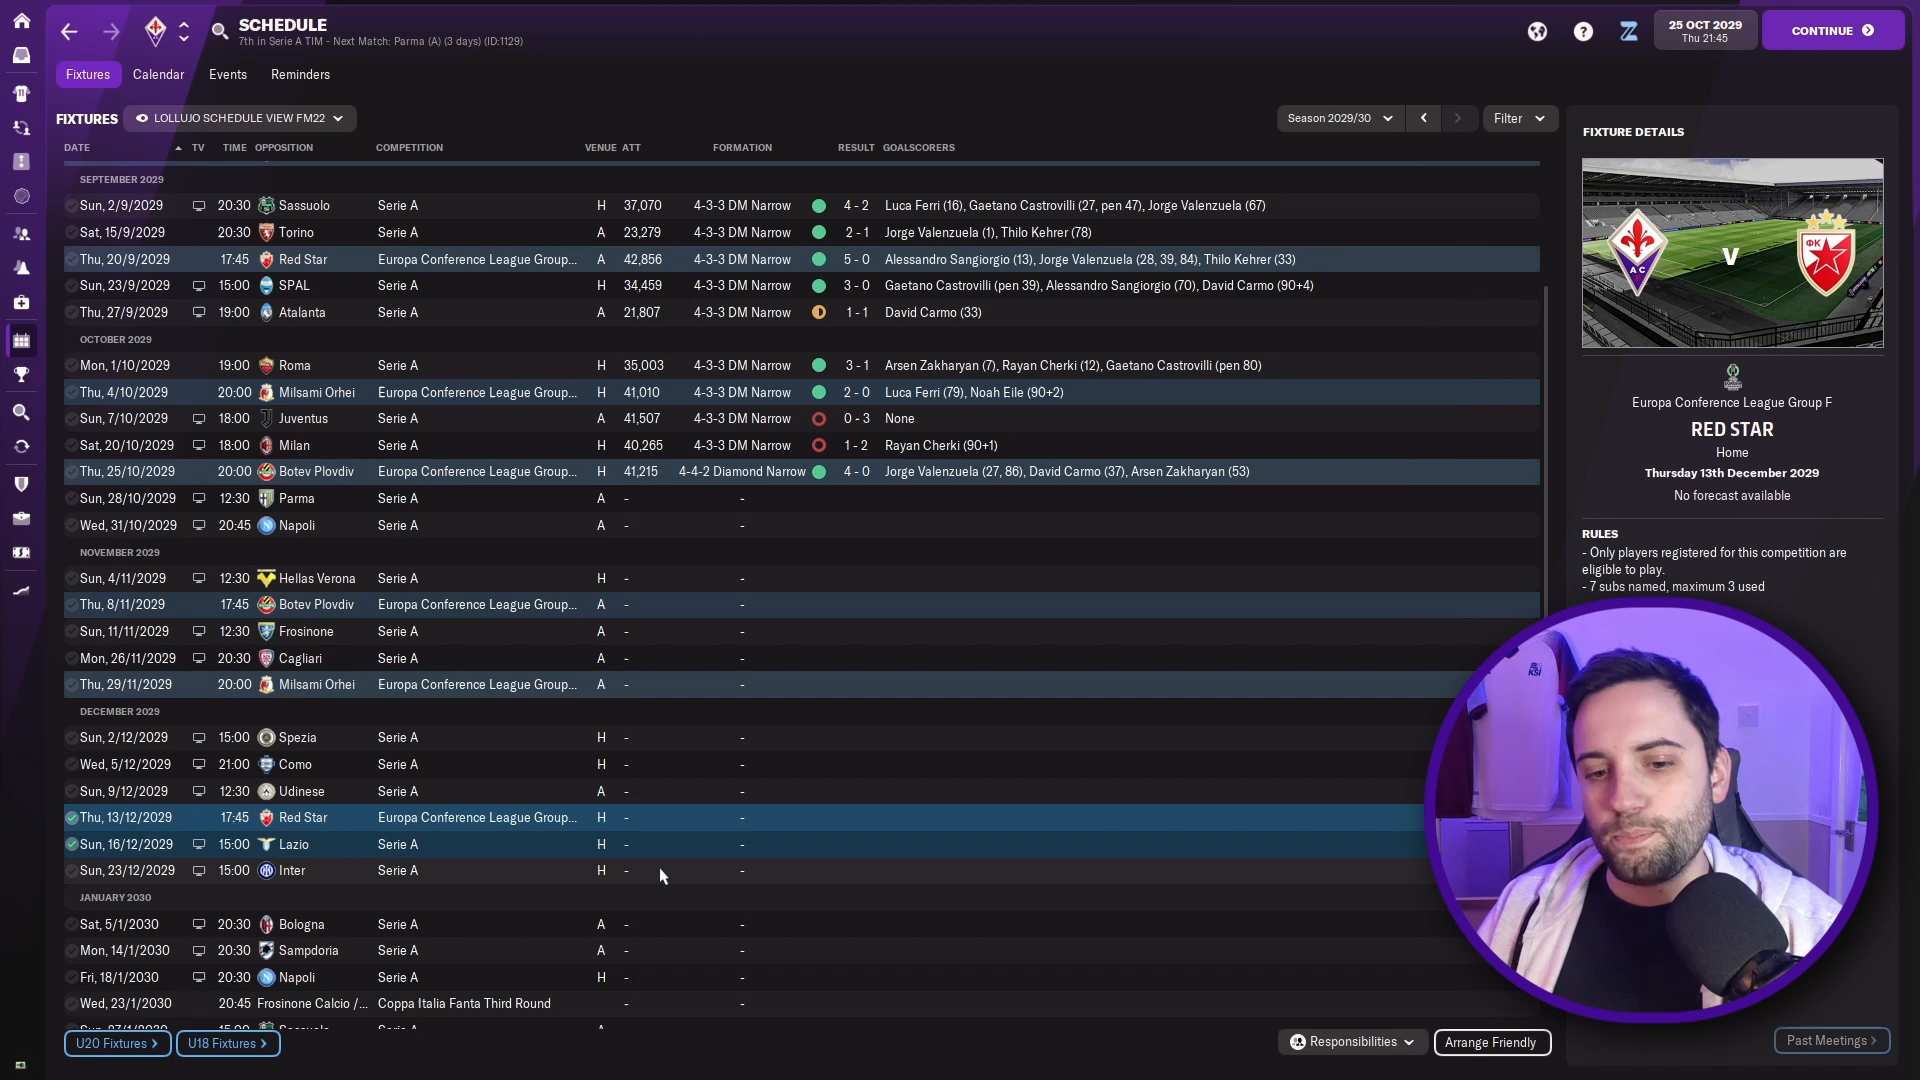 SCHEDULE
7th in Serie A TIM - Next Match: Parma (A) (3 days) (ID:1129)
25 OCT 2029
Thu 21:45
CONTINUE
Fixtures Calendar Events Reminders
FIXTURES LOLLUJO SCHEDULE VIEW FM22 Season 2029/30 Filter
DATE TV TIME OPPOSITION COMPETITION VENUE ATT FORMATION RESULT GOALSCORERS
SEPTEMBER 2029
Sun, 2/9/2029 20:30 Sassuolo Serie A H 37,070 4-3-3 DM Narrow 4 - 2 Luca Ferri (16), Gaetano Castrovilli (27, pen 47), Jorge Valenzuela (67)
Sat, 15/9/2029 20:30 Torino Serie A A 23,279 4-3-3 DM Narrow 2 - 1 Jorge Valenzuela (1), Thilo Kehrer (78)
Thu, 20/9/2029 17:45 Red Star Europa Conference League Group... A 42,856 4-3-3 DM Narrow 5 - 0 Alessandro Sangiorgio (13), Jorge Valenzuela (28, 39, 84), Thilo Kehrer (33)
Sun, 23/9/2029 15:00 SPAL Serie A H 34,459 4-3-3 DM Narrow 3 - 0 Gaetano Castrovilli (pen 39), Alessandro Sangiorgio (70), David Carmo (90+4)
Thu, 27/9/2029 19:00 Atalanta Serie A A 21,807 4-3-3 DM Narrow 1 - 1 David Carmo (33)
OCTOBER 2029
Mon, 1/10/2029 19:00 Roma Serie A H 35,003 4-3-3 DM Narrow 3 - 1 Arsen Zakharyan (7), Rayan Cherki (12), Gaetano Castrovilli (pen 80)
Thu, 4/10/2029 20:00 Milsami Orhei Europa Conference League Group... H 41,010 4-3-3 DM Narrow 2 - 0 Luca Ferri (79), Noah Eile (90+2)
Sun, 7/10/2029 18:00 Juventus Serie A A 41,507 4-3-3 DM Narrow 0 - 3 None
Sat, 20/10/2029 18:00 Milan Serie A H 40,265 4-3-3 DM Narrow 1 - 2 Rayan Cherki (90+1)
Thu, 25/10/2029 20:00 Botev Plovdiv Europa Conference League Group... H 41,215 4-4-2 Diamond Narrow 4 - 0 Jorge Valenzuela (27, 86), David Carmo (37), Arsen Zakharyan (53)
Sun, 28/10/2029 12:30 Parma Serie A A - -
Wed, 31/10/2029 20:45 Napoli Serie A A - -
NOVEMBER 2029
Sun, 4/11/2029 12:30 Hellas Verona Serie A H - -
Thu, 8/11/2029 17:45 Botev Plovdiv Europa Conference League Group... A - -
Sun, 11/11/2029 12:30 Frosinone Serie A A - -
Mon, 26/11/2029 20:30 Cagliari Serie A A - -
Thu, 29/11/2029 20:00 Milsami Orhei Europa Conference League Group... A - -
DECEMBER 2029
Sun, 2/12/2029 15:00 Spezia Serie A H - -
Wed, 5/12/2029 21:00 Como Serie A H - -
Sun, 9/12/2029 12:30 Udinese Serie A A - -
Thu, 13/12/2029 17:45 Red Star Europa Conference League Group... H - -
Sun, 16/12/2029 15:00 Lazio Serie A H - -
Sun, 23/12/2029 15:00 Inter Serie A H - -
JANUARY 2030
Sat, 5/1/2030 20:30 Bologna Serie A A - -
Mon, 14/1/2030 20:30 Sampdoria Serie A A - -
Fri, 18/1/2030 20:30 Napoli Serie A H - -
Wed, 23/1/2030 20:45 Frosinone Calcio /... Coppa Italia Fanta Third Round - -
U20 Fixtures U18 Fixtures Responsibilities Arrange Friendly
FIXTURE DETAILS
AC V ФК
Europa Conference League Group F
RED STAR
Home
Thursday 13th December 2029
No forecast available
RULES
- Only players registered for this competition are
eligible to play.
- 7 subs named, maximum 3 used
KSI
Past Meetings